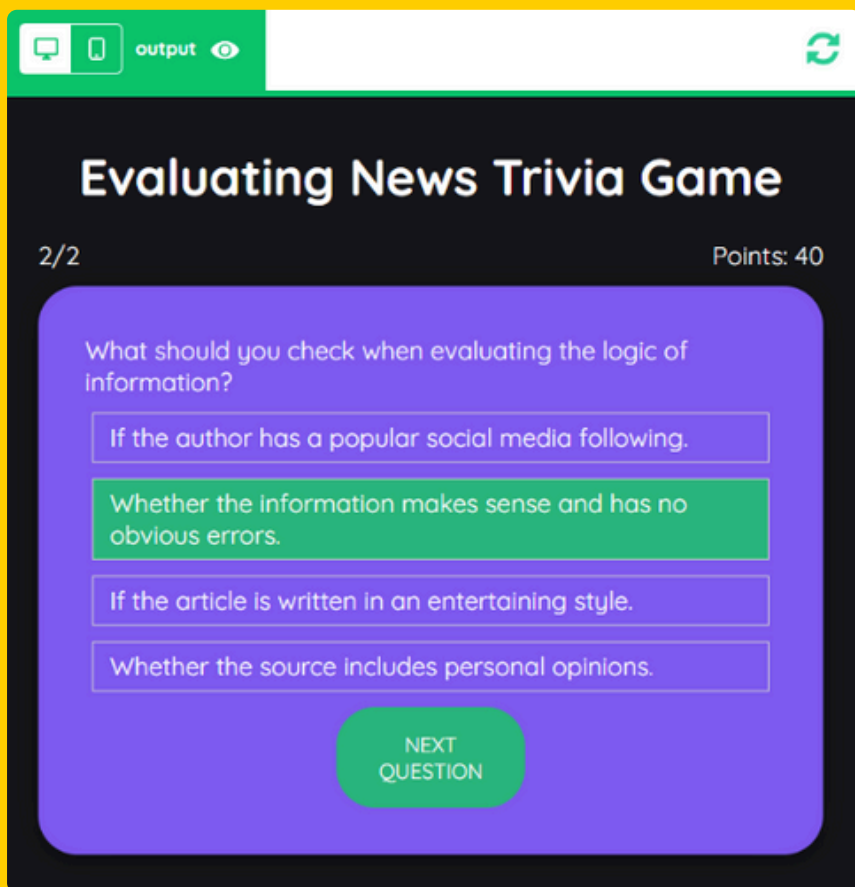 output
Evaluating News Trivia Game
2/2
Points: 40
What should you check when evaluating the logic of
information?
If the author has a popular social media following.
Whether the information makes sense and has no
obvious errors.
If the article is written in an entertaining style.
Whether the source includes personal opinions.
NEXT
QUESTION